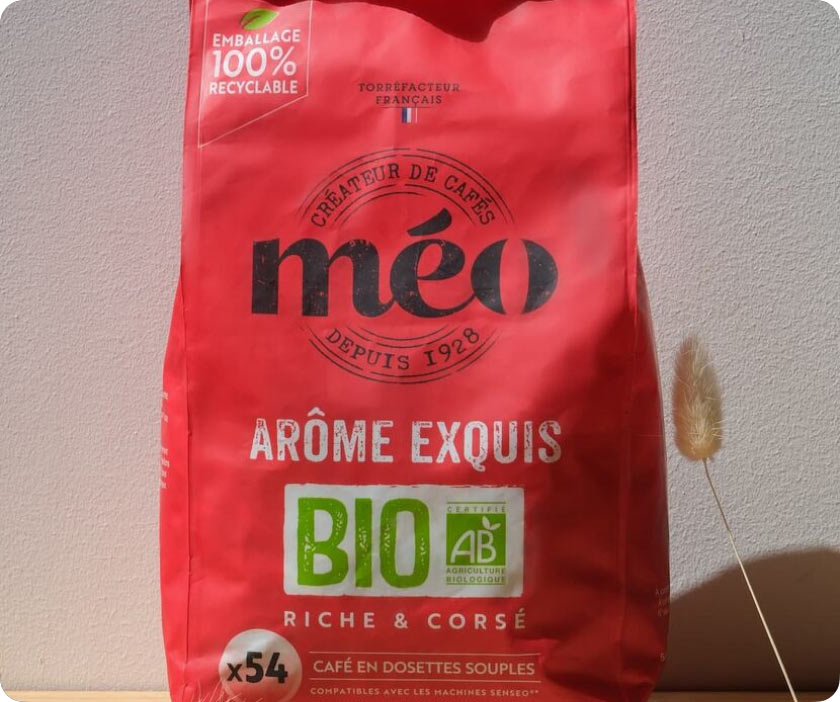 EMBALLAGE
100%
RECYCLABLE
TORRÉFACTEUR
FRANÇAIS
CRÉATEUR DE CAFÉS
méo
DEPUIS 1928
ARÔME EXQUIS
BIO
CERTIFIÉ
AB
AGRICULTURE
BIOLOGIQUE
RICHE & CORSÉ
x54
CAFÉ EN DOSETTES SOUPLES
COMPATIBLES AVEC LES MACHINES SENSEO®*